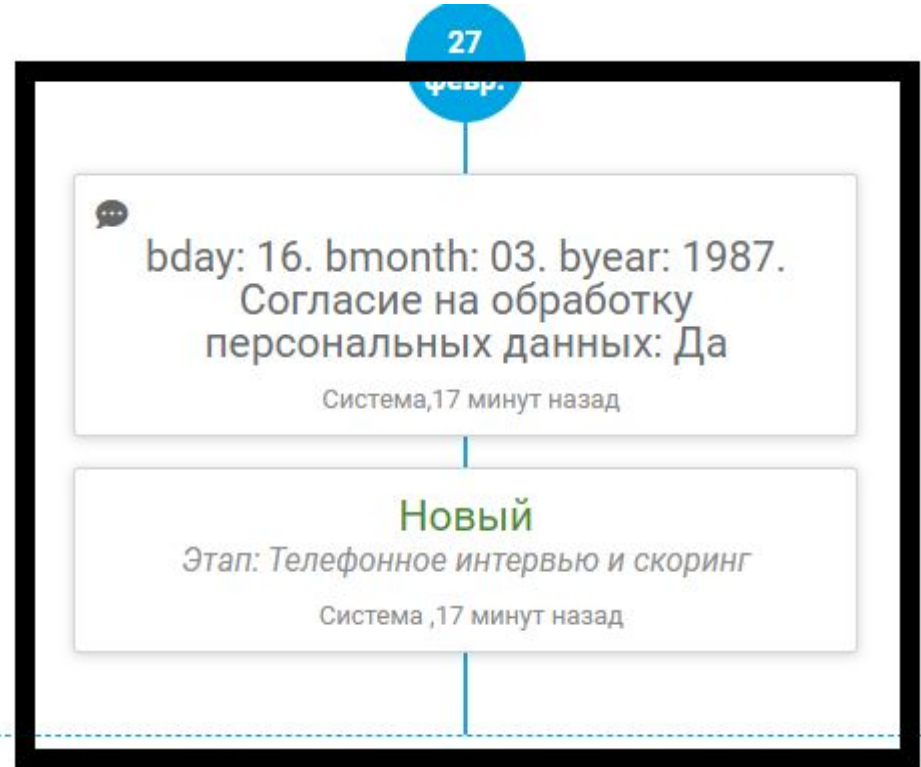 27
февр.
bday: 16. bmonth: 03. byear: 1987.
Согласие на обработку
персональных данных: Да
Система,17 минут назад
Новый
Этап: Телефонное интервью и скоринг
Система ,17 минут назад